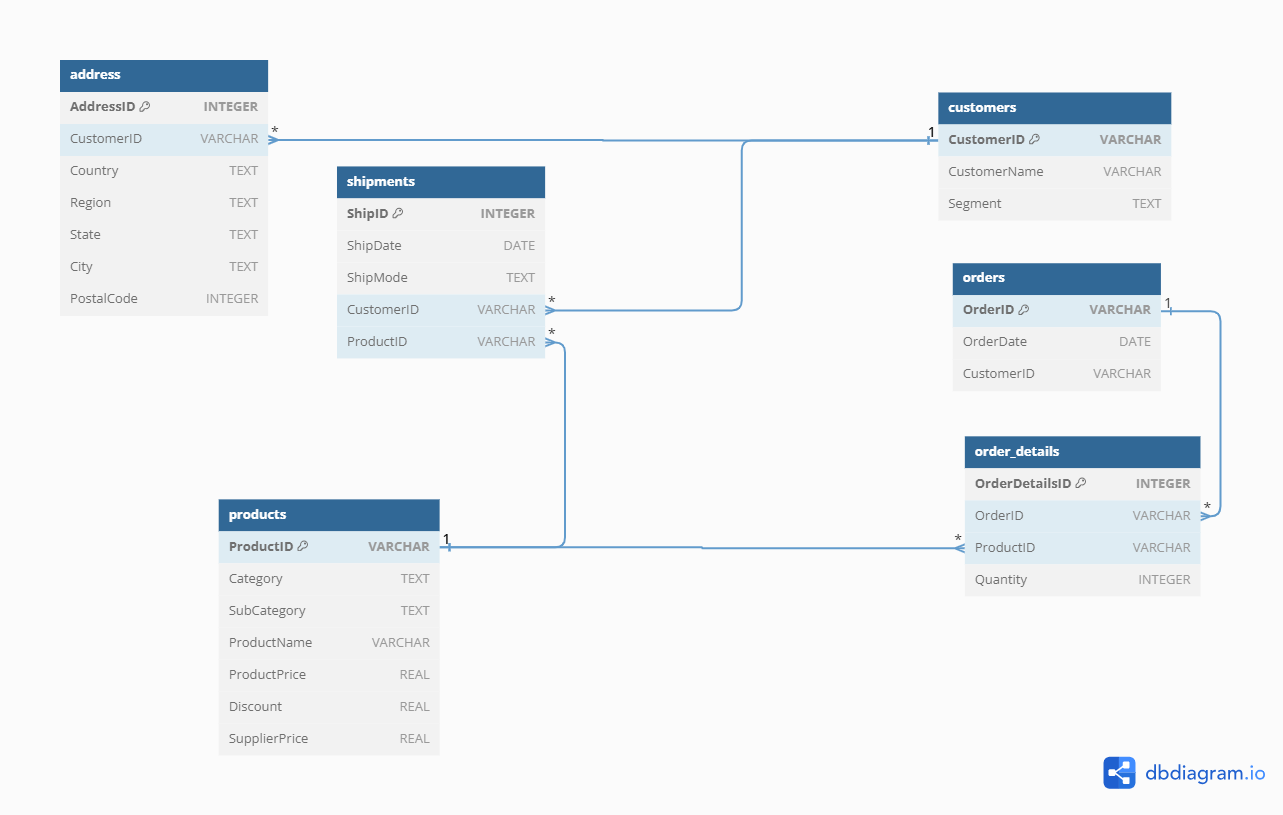 address
AddressID INTEGER
CustomerID VARCHAR *
Country TEXT
Region TEXT
State TEXT
City TEXT
PostalCode INTEGER
shipments
ShipID INTEGER
ShipDate DATE
ShipMode TEXT
CustomerID VARCHAR *
ProductID VARCHAR *
customers
1 CustomerID VARCHAR
CustomerName VARCHAR
Segment TEXT
orders
OrderID VARCHAR 1
OrderDate DATE
CustomerID VARCHAR
order_details
OrderDetailsID INTEGER
OrderID VARCHAR *
* ProductID VARCHAR
Quantity INTEGER
products
ProductID VARCHAR 1
Category TEXT
SubCategory TEXT
ProductName VARCHAR
ProductPrice REAL
Discount REAL
SupplierPrice REAL
dbdiagram.io